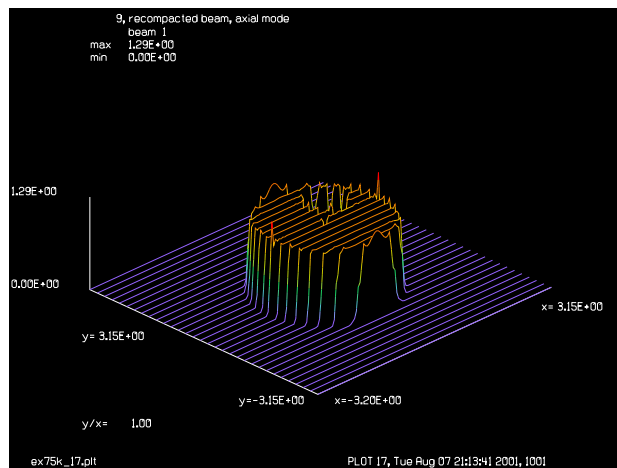 9, recompacted beam, axial mode
beam 1
max 1.29E+00
min 0.00E+00
1.29E+00
0.00E+00
x= 3.15E+00
y= 3.15E+00
y=-3.15E+00 x=-3.20E+00
y/x= 1.00
ex75k_17.plt PLOT 17, Tue Aug 07 21:13:41 2001, 1001